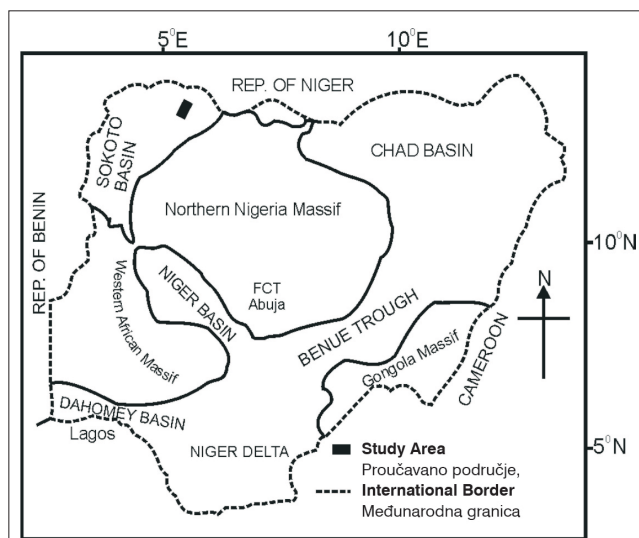 5°E
10°E
REP. OF NIGER
SOKOTO
BASIN
CHAD BASIN
Northern Nigeria Massif
REP. OF BENIN
10°N
Western African Massif
NIGER BASIN
FCT
Abuja
N
BENUE TROUGH
Gongola Massif
CAMEROON
DAHOMEY BASIN
Lagos
NIGER DELTA
5°N
Study Area
Proučavano područje,
International Border
Međunarodna granica